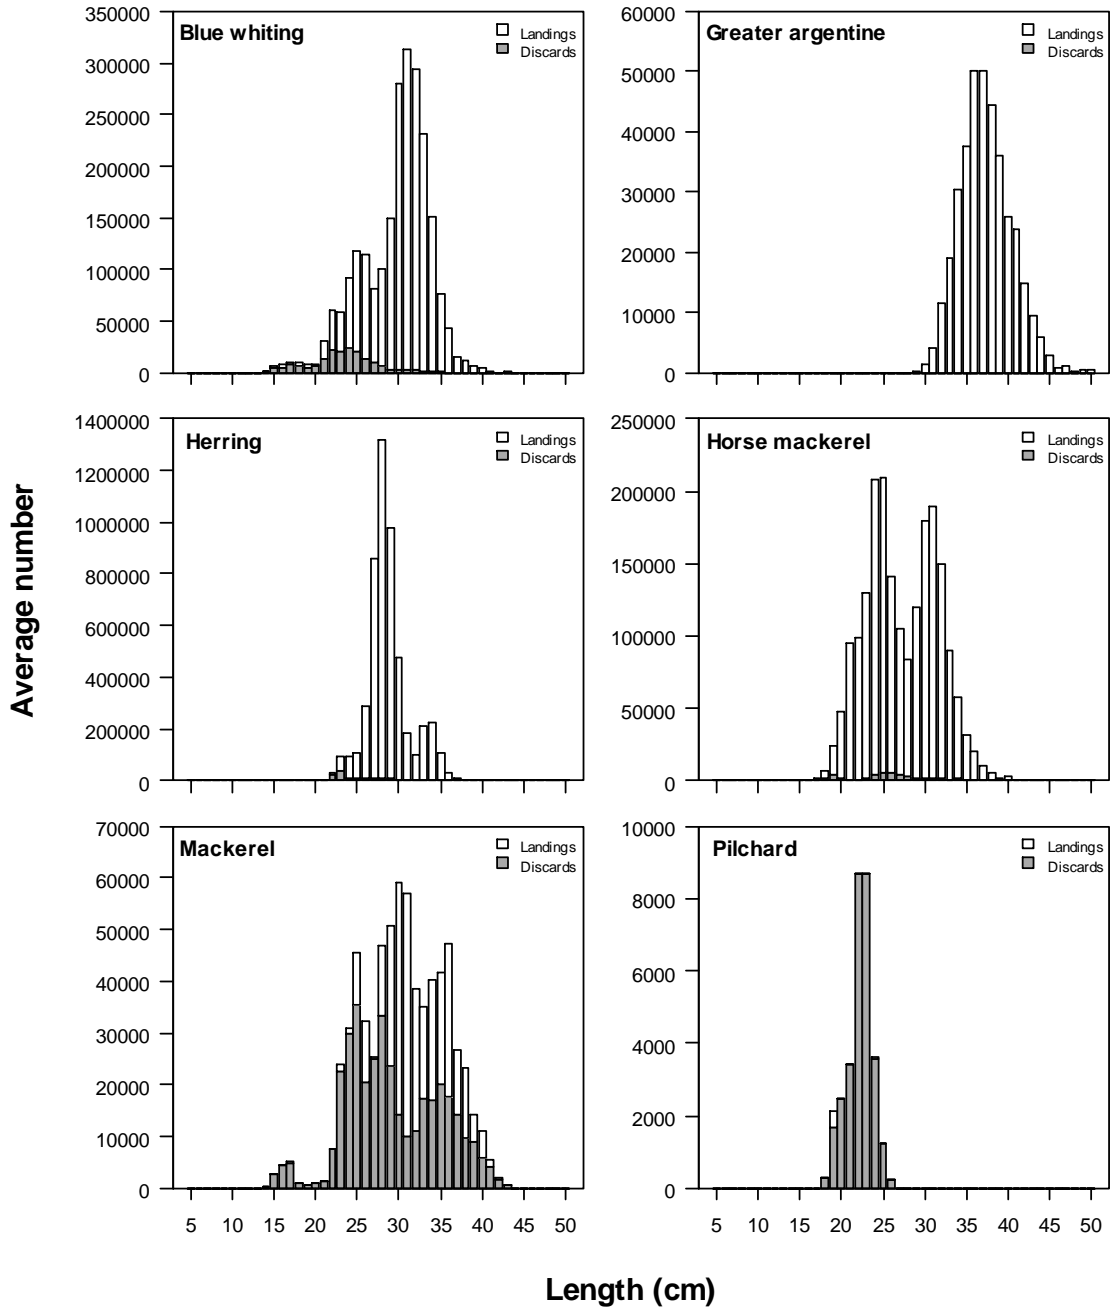 Blue whiting
Landings
Discards
350000
300000
250000
200000
150000
100000
50000
0
Greater argentine
Landings
Discards
60000
50000
40000
30000
20000
10000
0
Herring
Landings
Discards
1400000
1200000
1000000
800000
600000
400000
200000
0
Horse mackerel
Landings
Discards
250000
200000
150000
100000
50000
0
Mackerel
Landings
Discards
70000
60000
50000
40000
30000
20000
10000
0
5 10 15 20 25 30 35 40 45 50
Pilchard
Landings
Discards
10000
8000
6000
4000
2000
0
5 10 15 20 25 30 35 40 45 50
Average number
Length (cm)